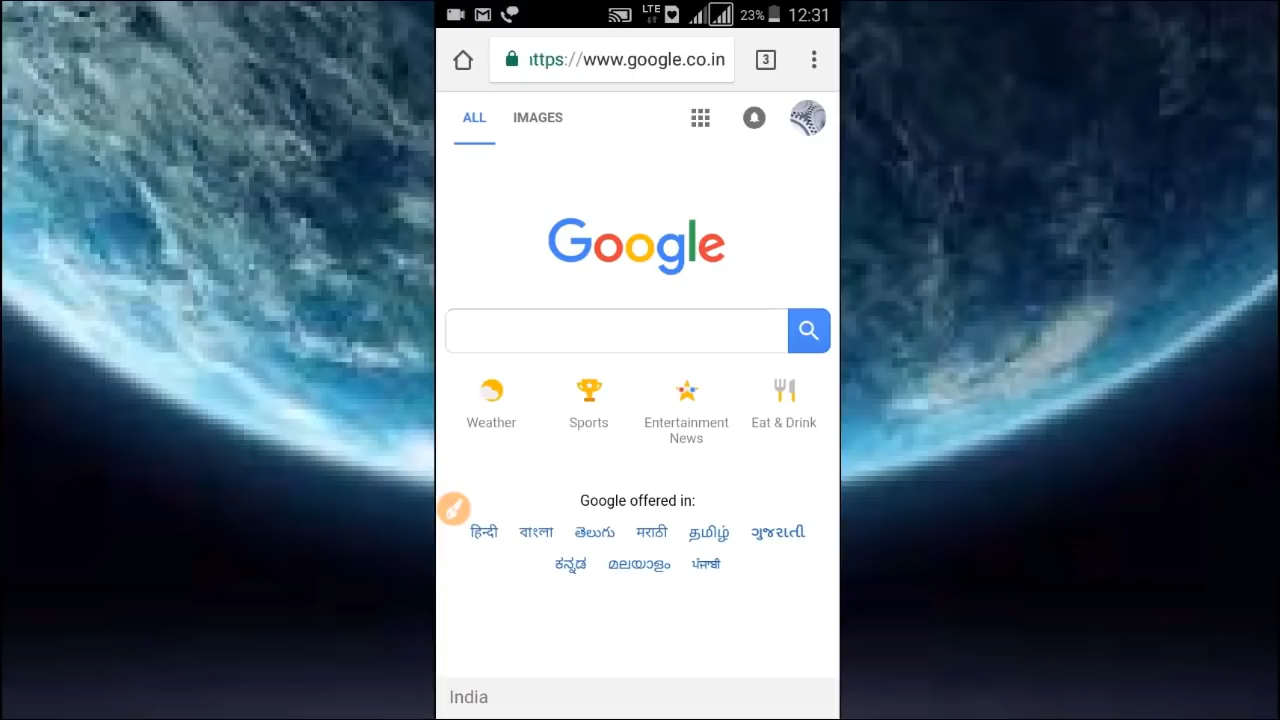 LTE 23% 12:31
ttps://www.google.co.in 3
ALL IMAGES
Google
Weather Sports Entertainment News Eat & Drink
Google offered in:
हिन्दी বাংলা తెలుగు मराठी தமிழ் ગુજરાતી
ಕನ್ನಡ മലയാളം ਪੰਜਾਬੀ
India